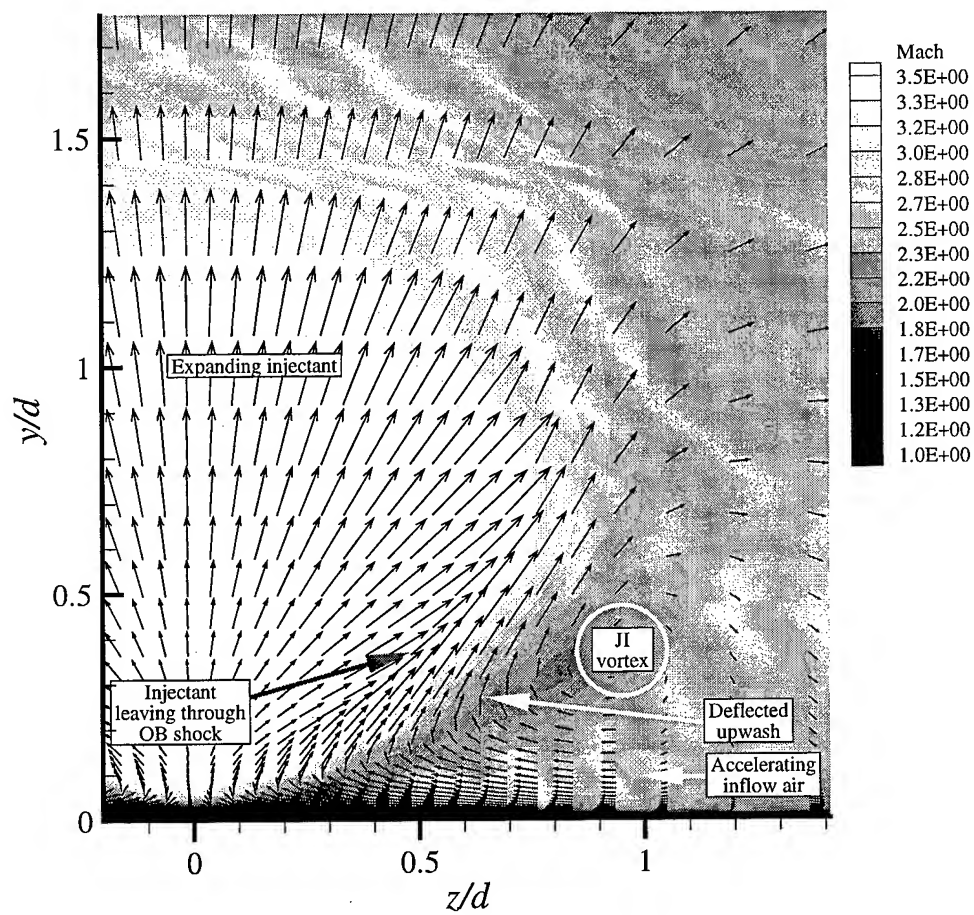 Mach
3.5E+00
3.3E+00
3.2E+00
3.0E+00
2.8E+00
2.7E+00
2.5E+00
2.3E+00
2.2E+00
2.0E+00
1.8E+00
1.7E+00
1.5E+00
1.3E+00
1.2E+00
1.0E+00
1.5
Expanding injectant
1
y/d
0.5
JI
vortex
Injectant
leaving through
OB shock
Deflected
upwash
Accelerating
inflow air
0
0
0.5
1
z/d